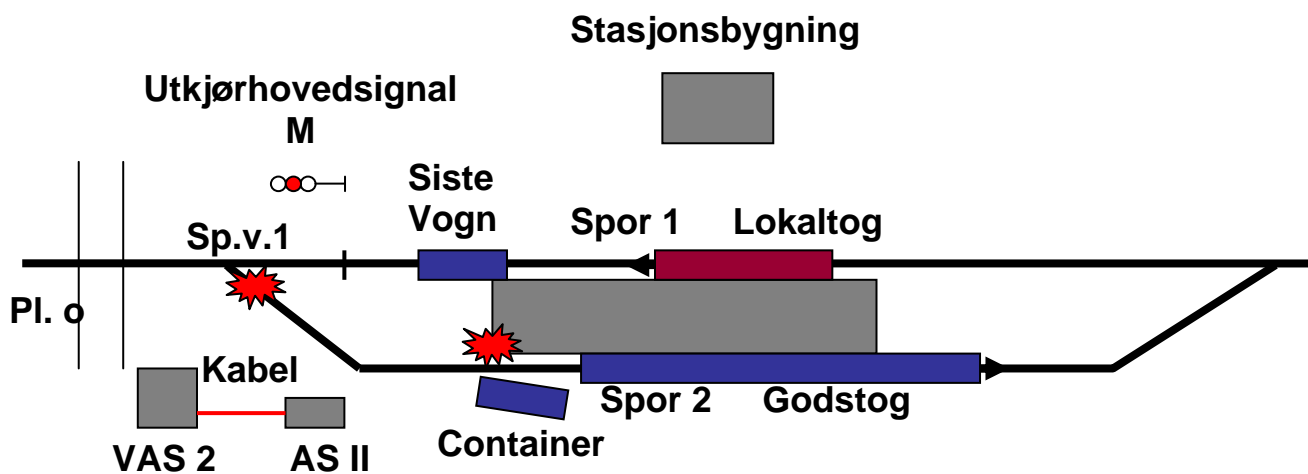 Stasjonsbygning
Utkjørhovedsignal
M
Siste
Vogn
Spor 1
Lokaltog
Sp.v.1
Pl. o
Kabel
Spor 2
Godstog
Container
VAS 2
AS II